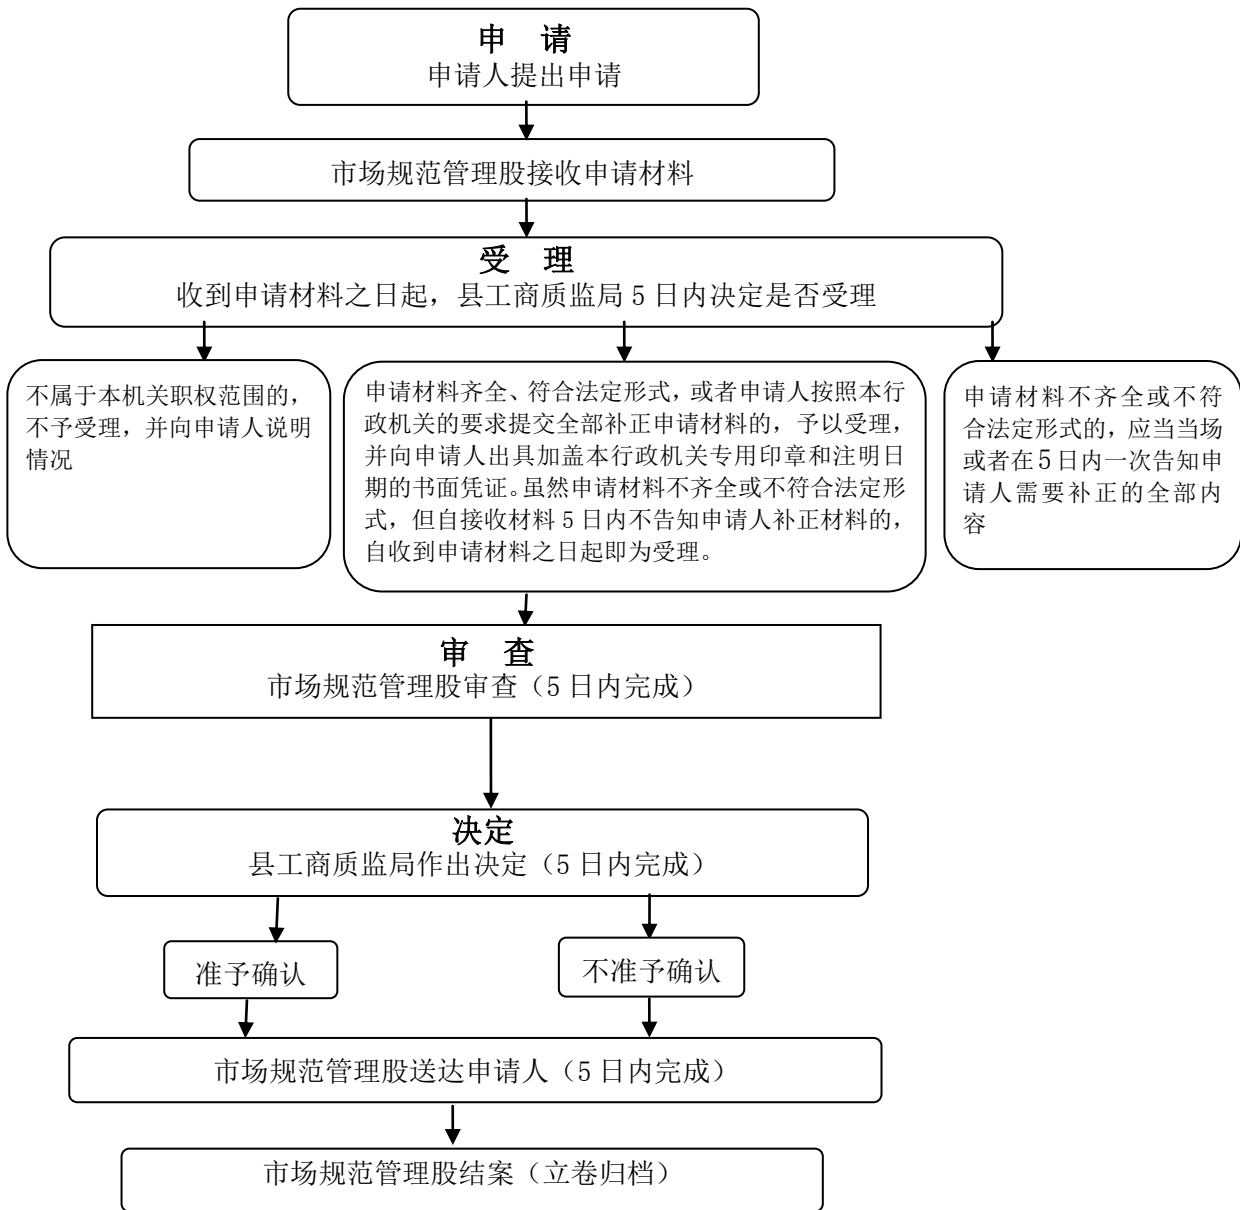 申　请
申请人提出申请
市场规范管理股接收申请材料
受　理
收到申请材料之日起，县工商质监局 5 日内决定是否受理
不属于本机关职权范围的，
不予受理，并向申请人说明
情况
申请材料齐全、符合法定形式，或者申请人按照本行
政机关的要求提交全部补正申请材料的，予以受理，
并向申请人出具加盖本行政机关专用印章和注明日
期的书面凭证。虽然申请材料不齐全或不符合法定形
式，但自接收材料 5 日内不告知申请人补正材料的，
自收到申请材料之日起即为受理。
申请材料不齐全或不符
合法定形式的，应当当场
或者在 5 日内一次告知申
请人需要补正的全部内
容
审　查
市场规范管理股审查（5 日内完成）
决定
县工商质监局作出决定（5 日内完成）
准予确认
不准予确认
市场规范管理股送达申请人（5 日内完成）
市场规范管理股结案（立卷归档）